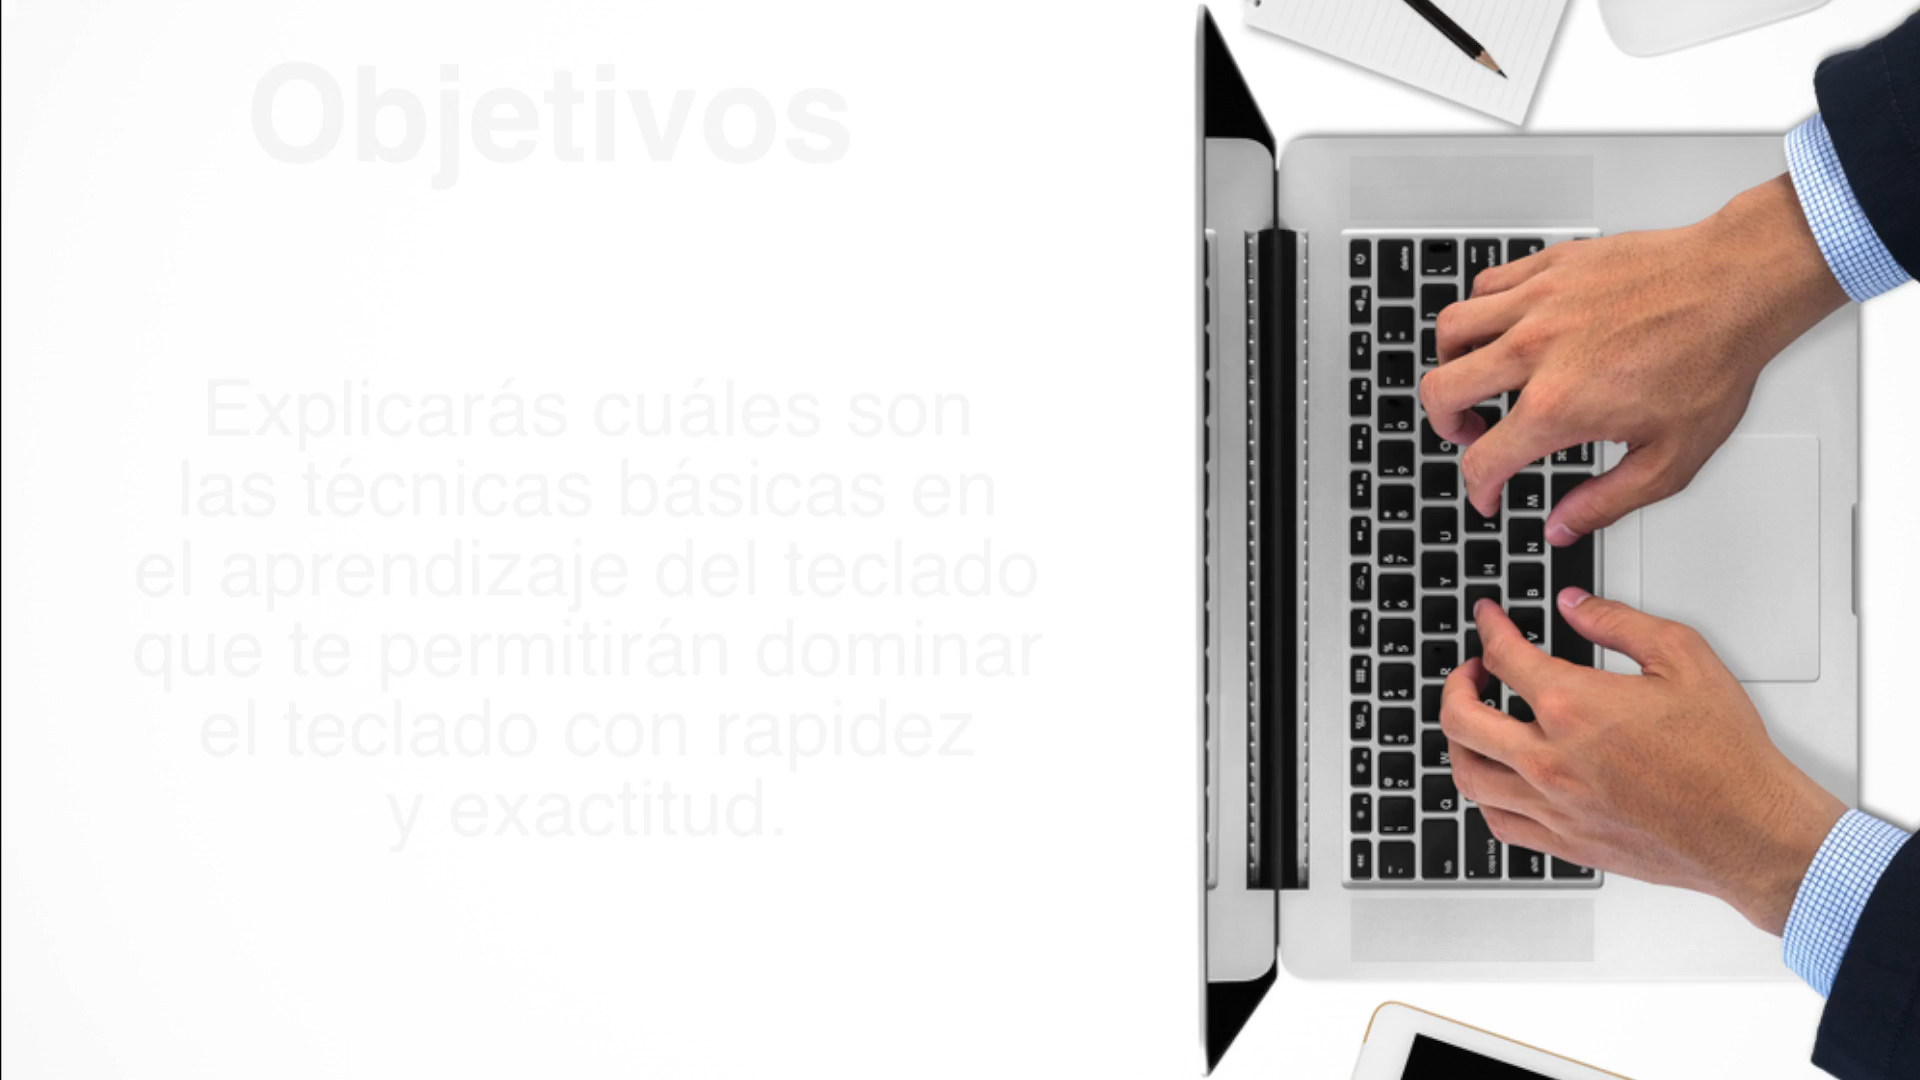 Objetivos
Explicarás cuáles son
las técnicas básicas en
el aprendizaje del teclado
que te permitirán dominar
el teclado con rapidez
y exactitud.